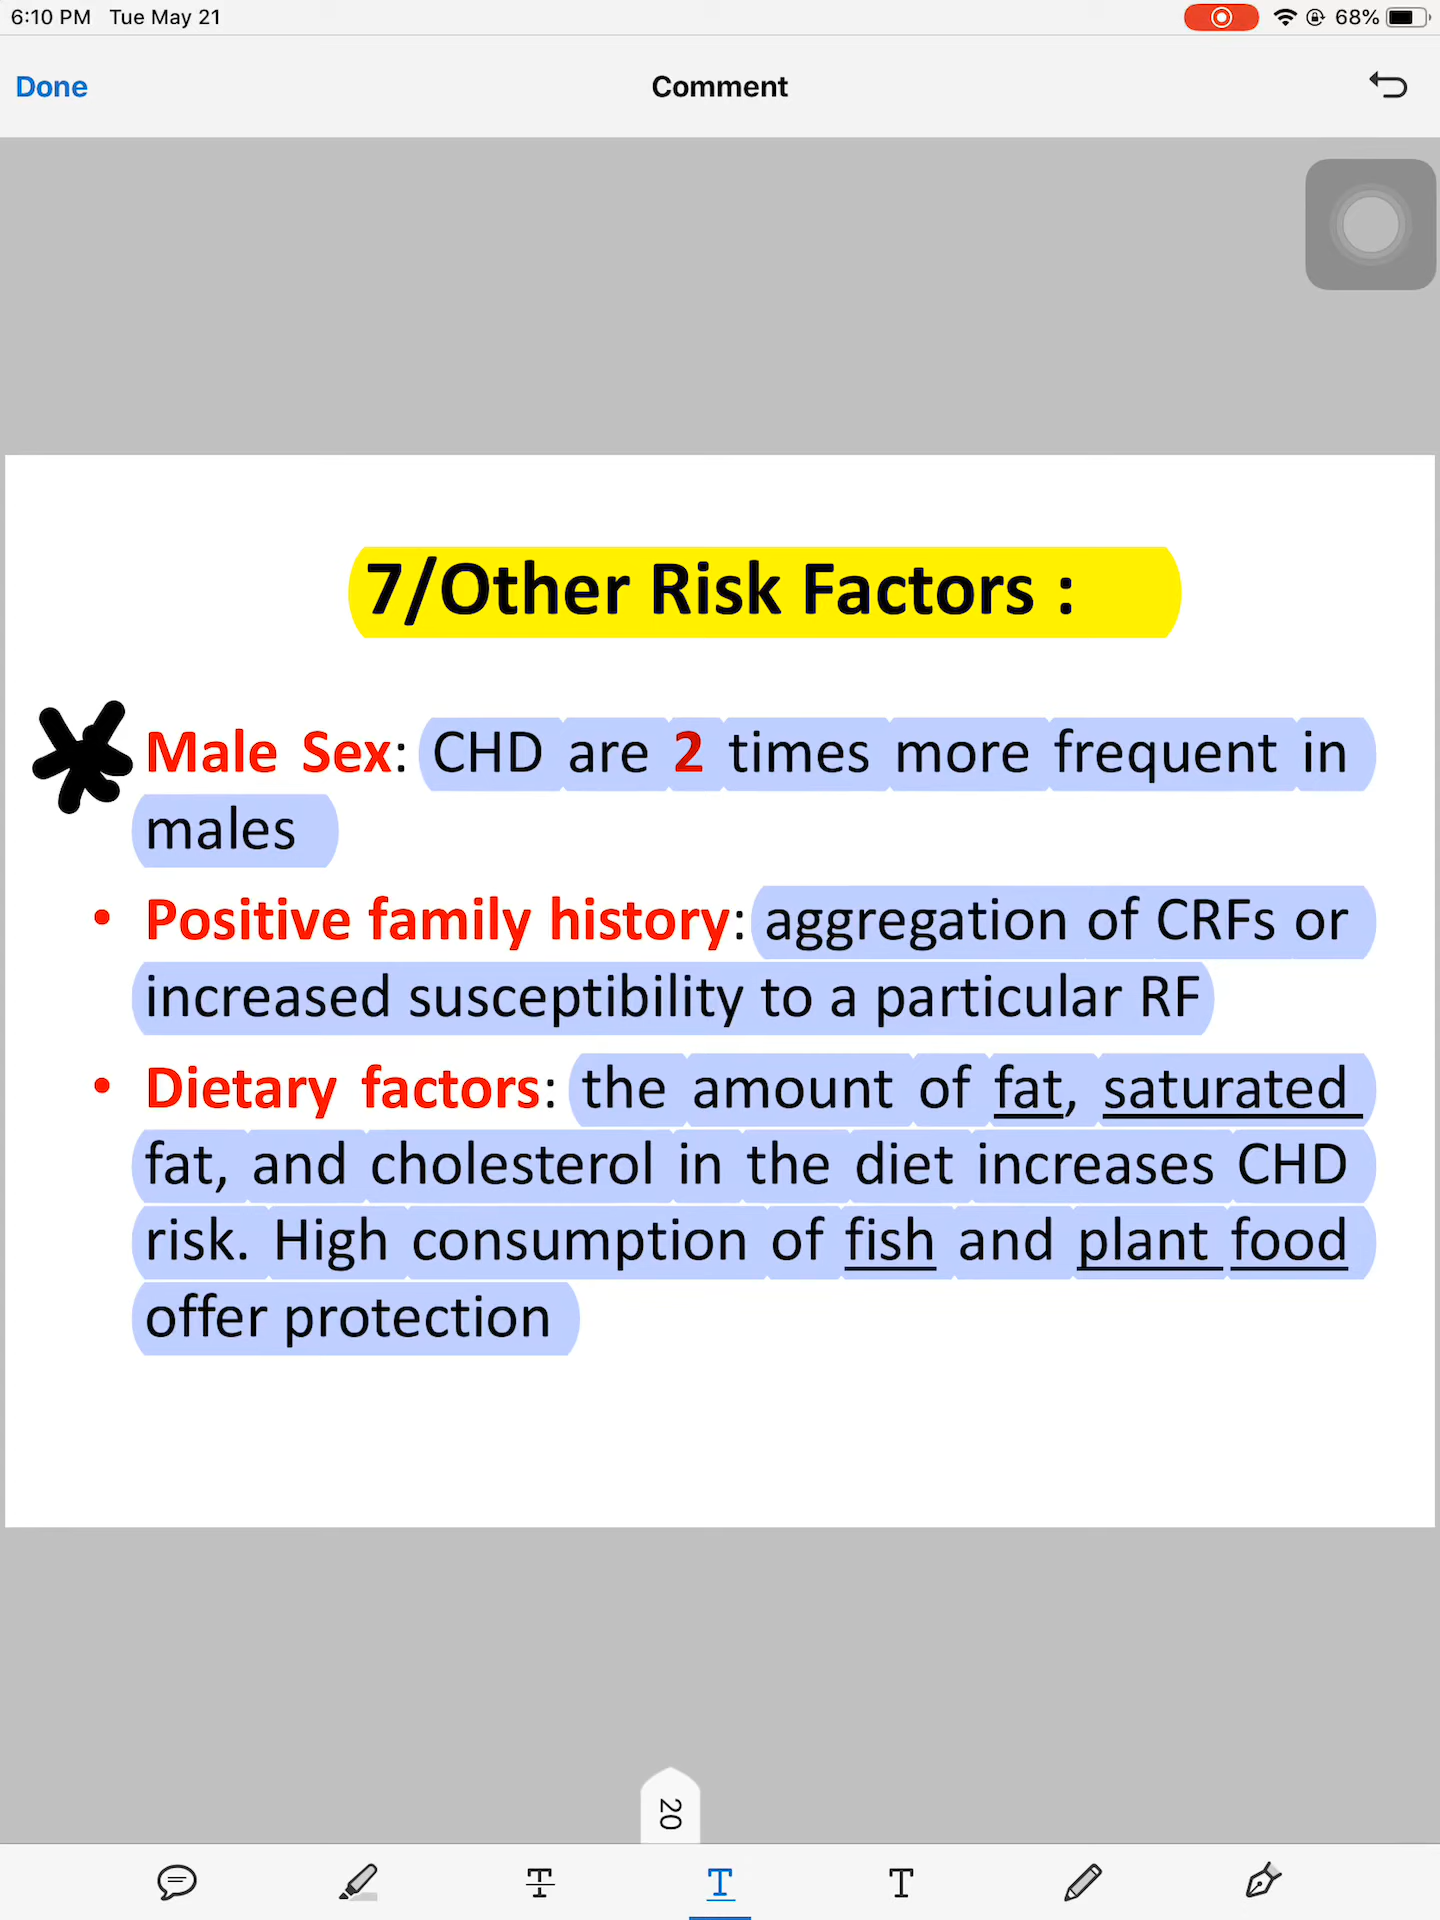 6:10 PM Tue May 21
68%
Done
Comment
7/Other Risk Factors :
Male Sex: CHD are 2 times more frequent in
males
• Positive family history: aggregation of CRFs or
increased susceptibility to a particular RF
• Dietary factors: the amount of fat, saturated
fat, and cholesterol in the diet increases CHD
risk. High consumption of fish and plant food
offer protection
20